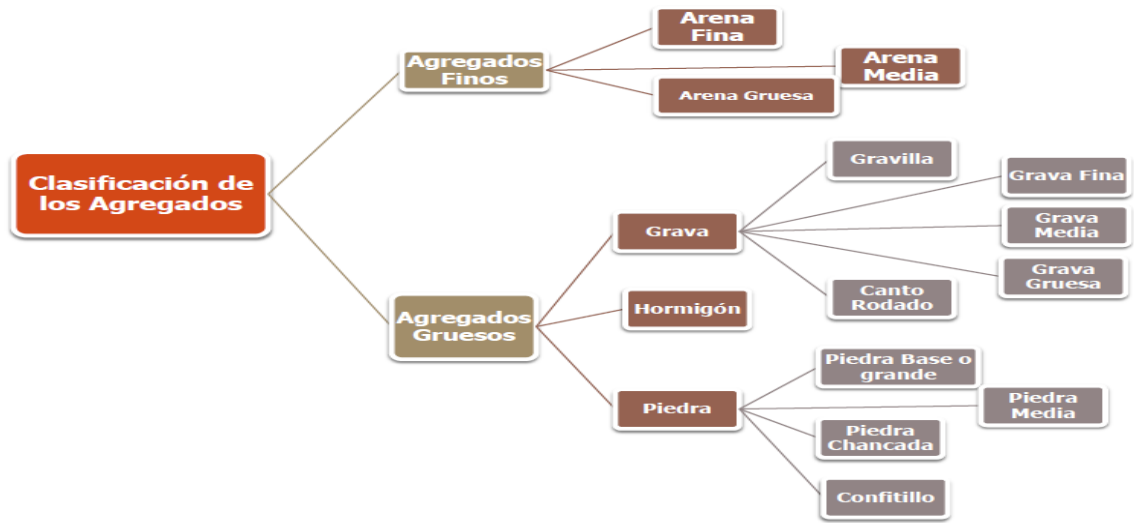 Clasificación de
los Agregados
Agregados
Finos
Arena
Fina
Arena
Media
Arena Gruesa
Agregados
Gruesos
Grava
Gravilla
Grava Fina
Grava
Media
Grava
Gruesa
Canto
Rodado
Hormigón
Piedra
Piedra Base o
grande
Piedra
Media
Piedra
Chancada
Confitillo